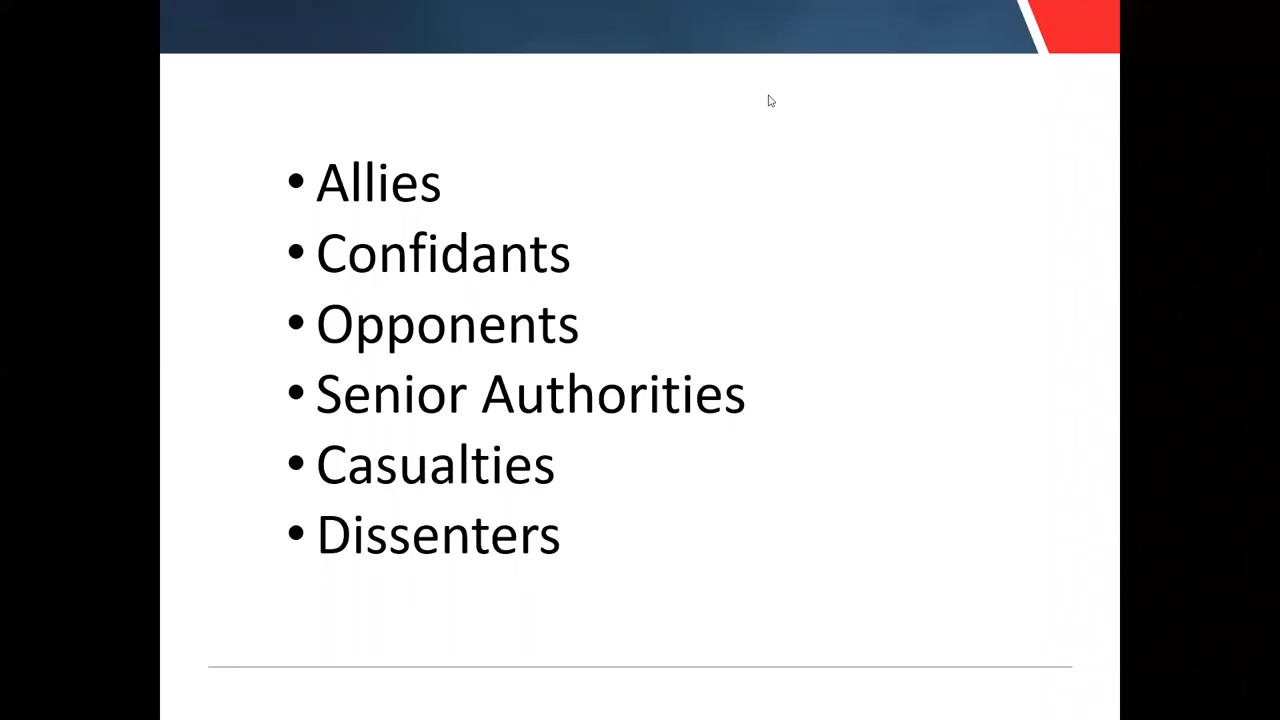 • Allies
• Confidants
• Opponents
• Senior Authorities
• Casualties
• Dissenters